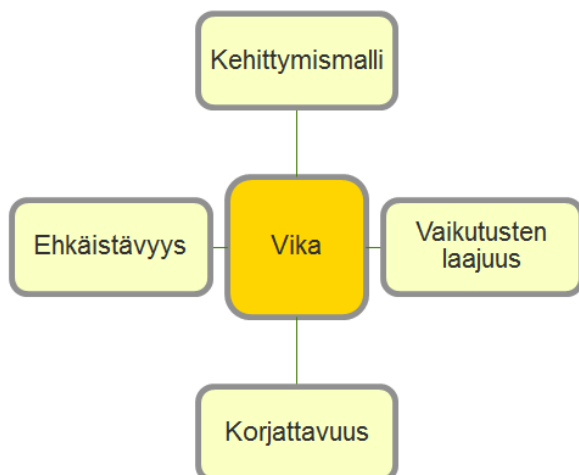 Kehittymismalli
Ehkäistävyys
Vika
Vaikutusten
laajuus
Korjattavuus